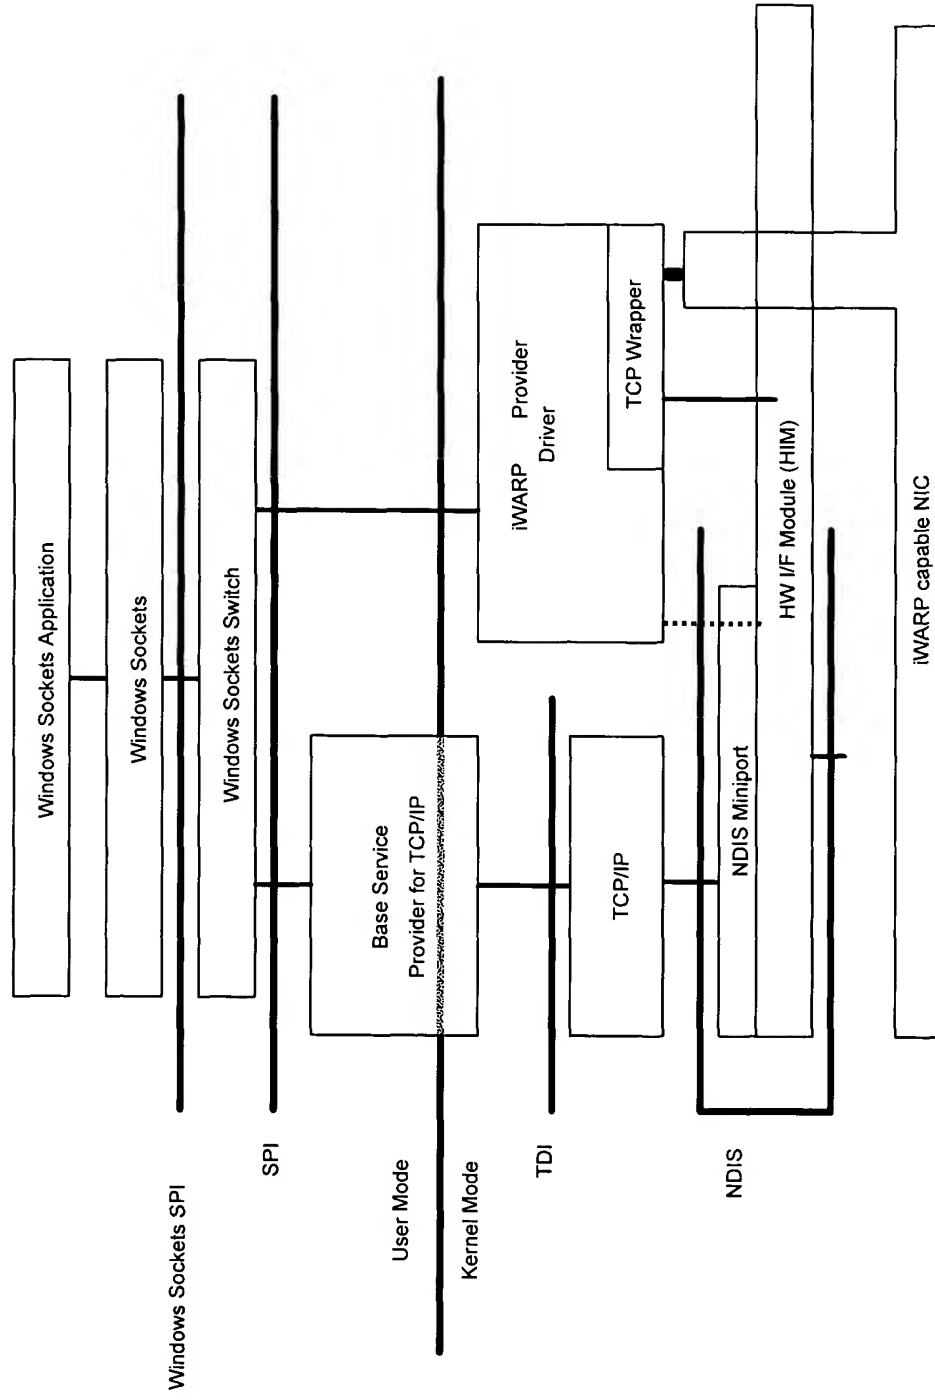 Windows Sockets Application
Windows Sockets
Windows Sockets SPI
Windows Sockets Switch
SPI
Base Service
Provider for TCP/IP
User Mode
Kernel Mode
iWARP Provider
Driver
TCP Wrapper
TDI
TCP/IP
NDIS
NDIS Miniport
HW I/F Module (HIM)
iWARP capable NIC